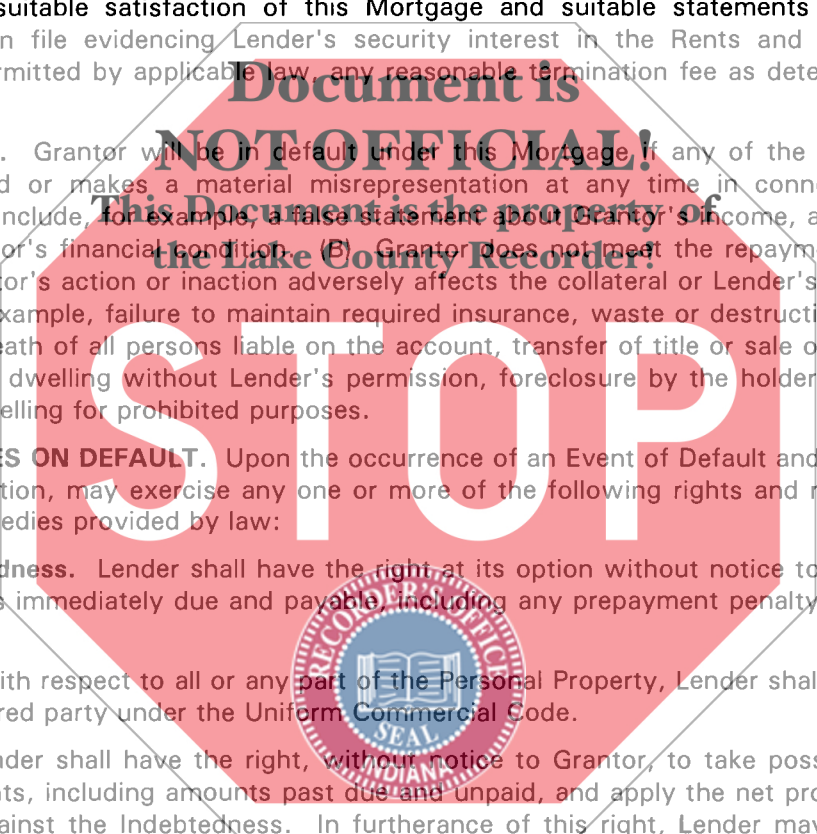 suitable satisfaction of this Mortgage and suitable statements
n file evidencing Lender's security interest in the Rents and
rmitted by applicable law, any reasonable termination fee as dete
Document is
NOT OFFICIAL!
This Document is the property of
the Lake County Recorder!
. Grantor will be in default under this Mortgage if any of the
d or makes a material misrepresentation at any time in conne
nclude, for example, a false statement about Grantor's income, a
or's financial condition. (B) Grantor does not meet the repaym
tor's action or inaction adversely affects the collateral or Lender's
xample, failure to maintain required insurance, waste or destructi
eath of all persons liable on the account, transfer of title or sale o
dwelling without Lender's permission, foreclosure by the holder
elling for prohibited purposes.
STOP
ES ON DEFAULT. Upon the occurrence of an Event of Default and
tion, may exercise any one or more of the following rights and r
edies provided by law:
dness. Lender shall have the right at its option without notice to
s immediately due and payable, including any prepayment penalty
RECORDER'S OFFICE
SEAL
INDIANA
ith respect to all or any part of the Personal Property, Lender shal
red party under the Uniform Commercial Code.
nder shall have the right, without notice to Grantor, to take poss
nts, including amounts past due and unpaid, and apply the net pro
ainst the Indebtedness. In furtherance of this right, Lender may